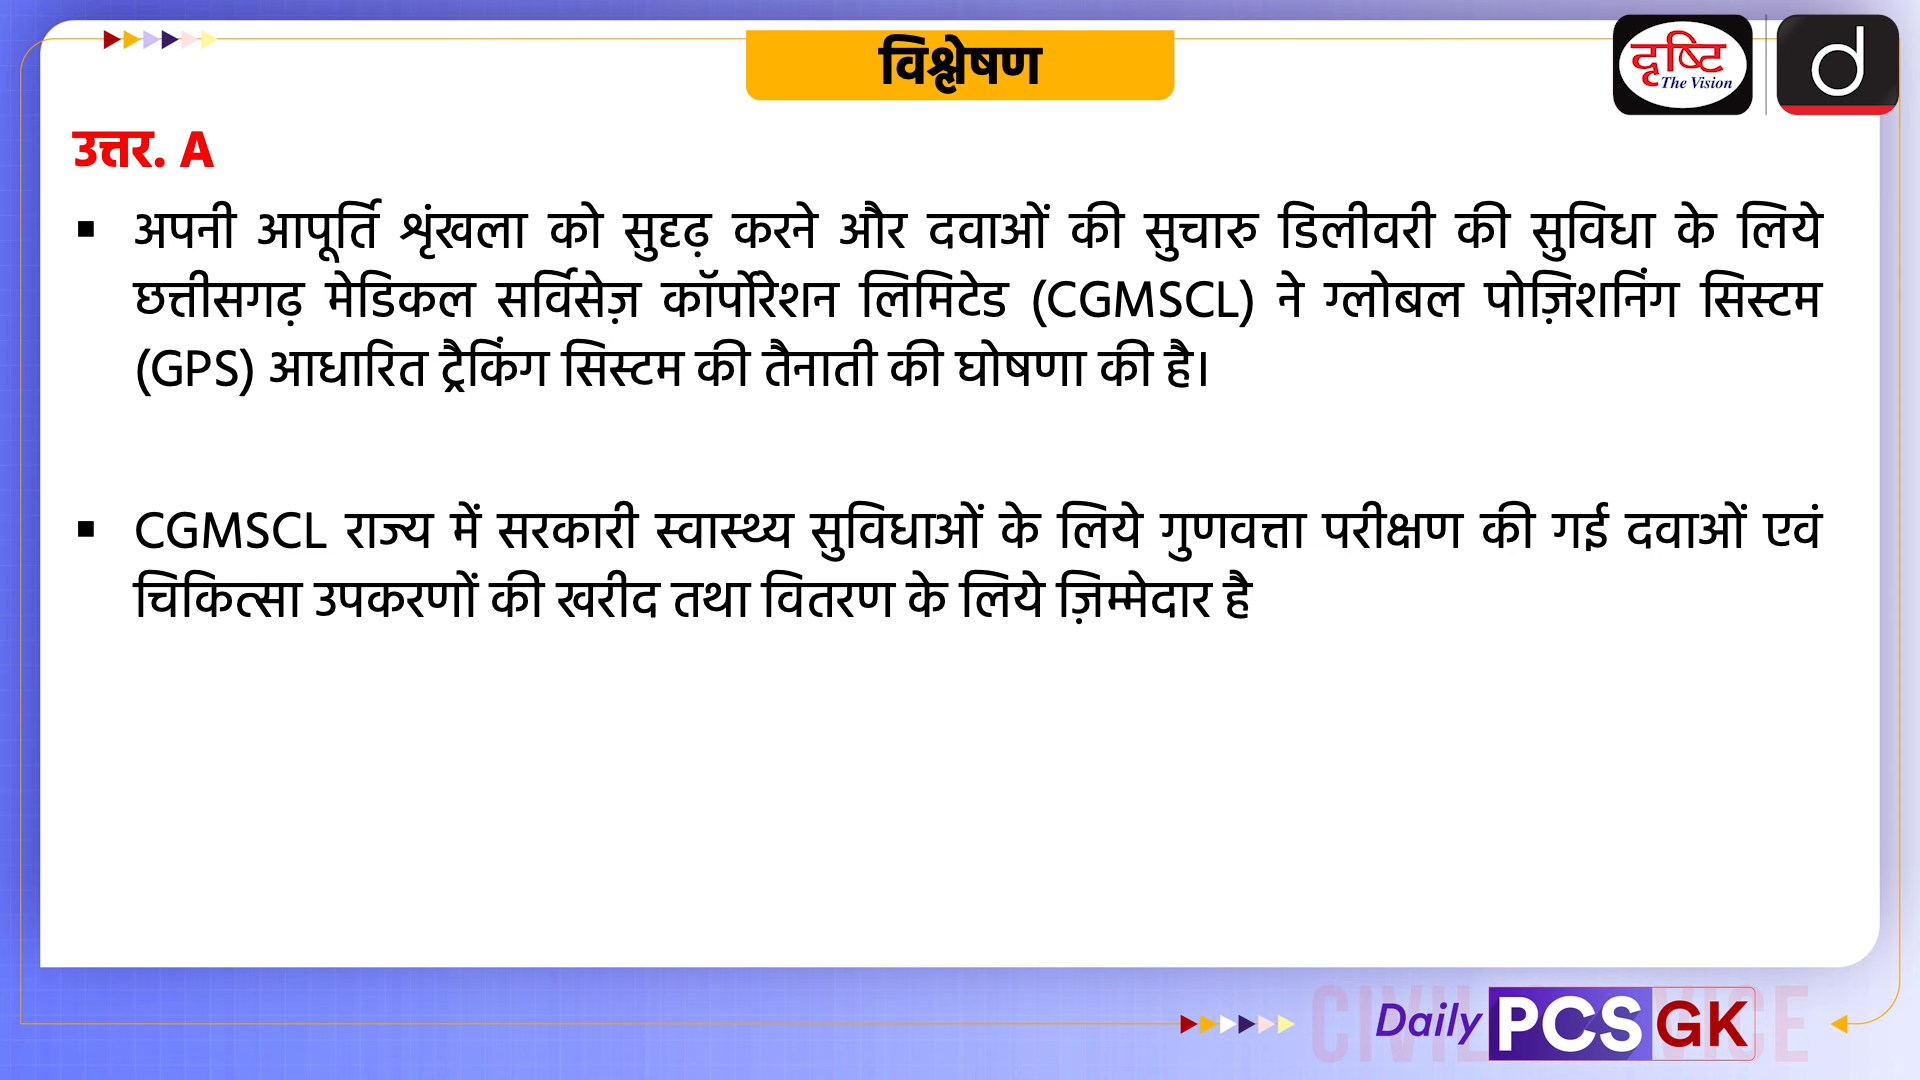 विश्लेषण
दृष्टि
The Vision
d
उत्तर. A
▪ अपनी आपूर्ति शृंखला को सुदृढ़ करने और दवाओं की सुचारु डिलीवरी की सुविधा के लिये
छत्तीसगढ़ मेडिकल सर्विसेज़ कॉर्पोरेशन लिमिटेड (CGMSCL) ने ग्लोबल पोज़िशनिंग सिस्टम
(GPS) आधारित ट्रैकिंग सिस्टम की तैनाती की घोषणा की है।
▪ CGMSCL राज्य में सरकारी स्वास्थ्य सुविधाओं के लिये गुणवत्ता परीक्षण की गई दवाओं एवं
चिकित्सा उपकरणों की खरीद तथा वितरण के लिये ज़िम्मेदार है
Daily PCS GK